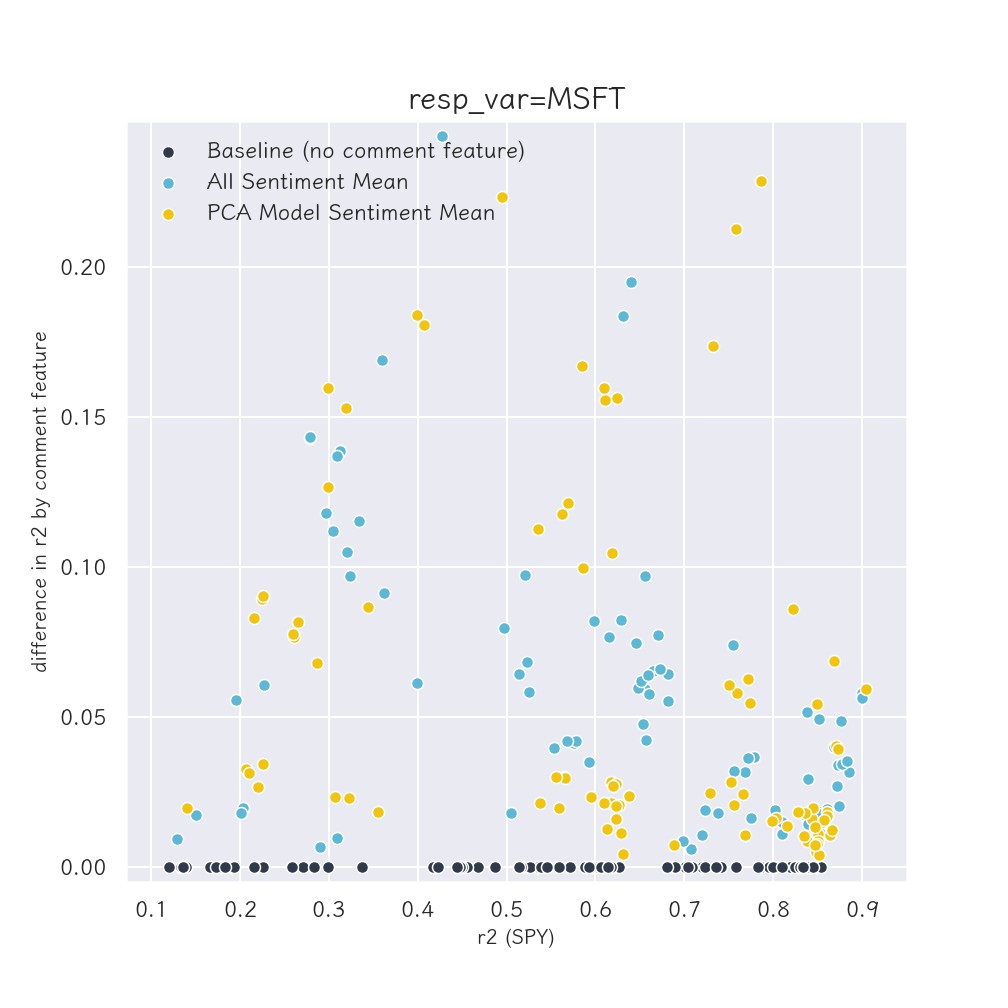 resp_var=MSFT
Baseline (no comment feature)
All Sentiment Mean
PCA Model Sentiment Mean
difference in r2 by comment feature
0.20
0.15
0.10
0.05
0.00
0.1 0.2 0.3 0.4 0.5 0.6 0.7 0.8 0.9
r2 (SPY)